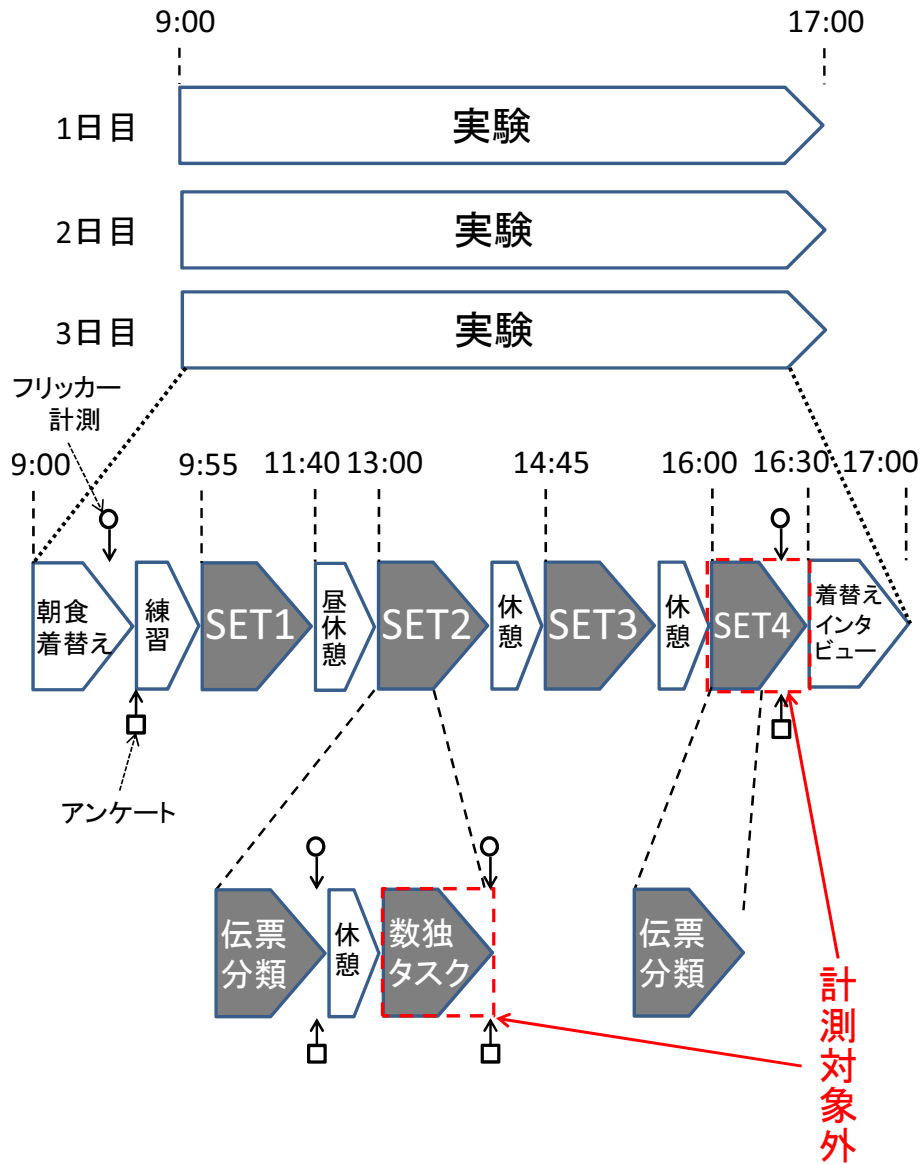 9:00
17:00
1日目
実験
2日目
実験
3日目
実験
フリッカー
計測
9:00
9:55
11:40
13:00
14:45
16:00
16:30
17:00
朝食
着替え
練習
SET1
昼休憩
SET2
休憩
SET3
休憩
SET4
着替え
インタ
ビュー
アンケート
伝票
分類
休憩
数独
タスク
伝票
分類
計測対象外